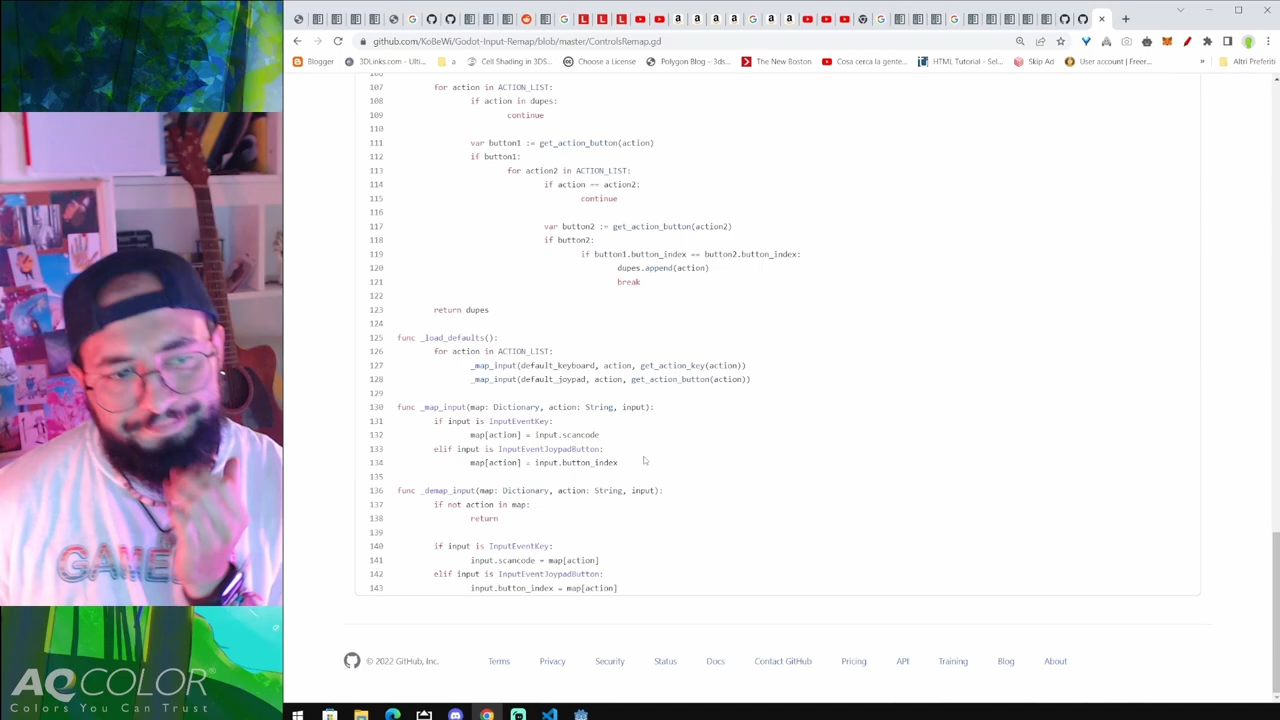 github.com/KoBeWi/Godot-Input-Remap/blob/master/ControlsRemap.gd
Blogger
3DLinks.com - Ulti...
a
Cell Shading in 3DS...
Choose a License
Polygon Blog – 3ds...
The New Boston
Cosa cerca la gente...
HTML Tutorial - Sel...
Skip Ad
User account | Freer...
»
Altri Preferiti
107 for action in ACTION_LIST:
108 if action in dupes:
109 continue
110
111 var button1 := get_action_button(action)
112 if button1:
113 for action2 in ACTION_LIST:
114 if action == action2:
115 continue
116
117 var button2 := get_action_button(action2)
118 if button2:
119 if button1.button_index == button2.button_index:
120 dupes.append(action)
121 break
122
123 return dupes
124
125 func _load_defaults():
126 for action in ACTION_LIST:
127 _map_input(default_keyboard, action, get_action_key(action))
128 _map_input(default_joypad, action, get_action_button(action))
129
130 func _map_input(map: Dictionary, action: String, input):
131 if input is InputEventKey:
132 map[action] = input.scancode
133 elif input is InputEventJoypadButton:
134 map[action] = input.button_index
135
136 func _demap_input(map: Dictionary, action: String, input):
137 if not action in map:
138 return
139
140 if input is InputEventKey:
141 input.scancode = map[action]
142 elif input is InputEventJoypadButton:
143 input.button_index = map[action]
© 2022 GitHub, Inc.
Terms
Privacy
Security
Status
Docs
Contact GitHub
Pricing
API
Training
Blog
About
GAME
AQCOLOR®
Colors You Can Trust